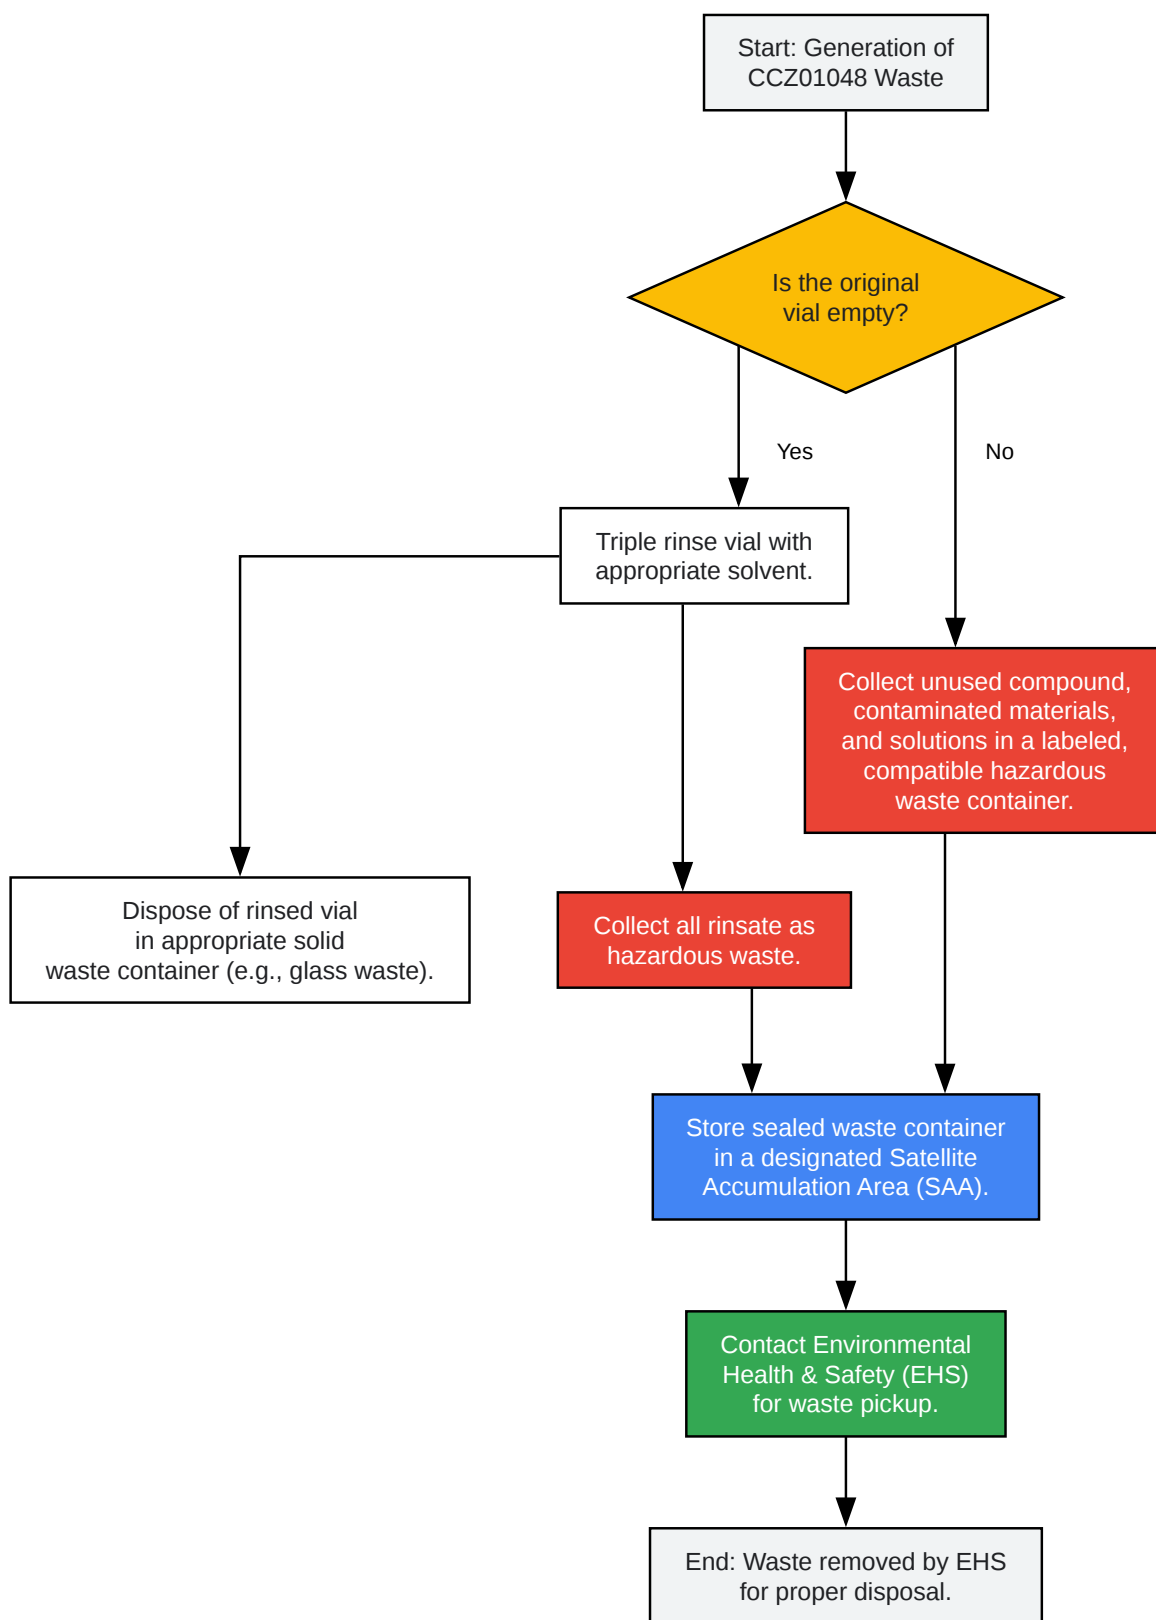 Start: Generation of
CCZ01048 Waste
Is the original
vial empty?
Yes
No
Triple rinse vial with
appropriate solvent.
Collect unused compound,
contaminated materials,
and solutions in a labeled,
compatible hazardous
waste container.
Dispose of rinsed vial
in appropriate solid
waste container (e.g., glass waste).
Collect all rinsate as
hazardous waste.
Store sealed waste container
in a designated Satellite
Accumulation Area (SAA).
Contact Environmental
Health & Safety (EHS)
for waste pickup.
End: Waste removed by EHS
for proper disposal.